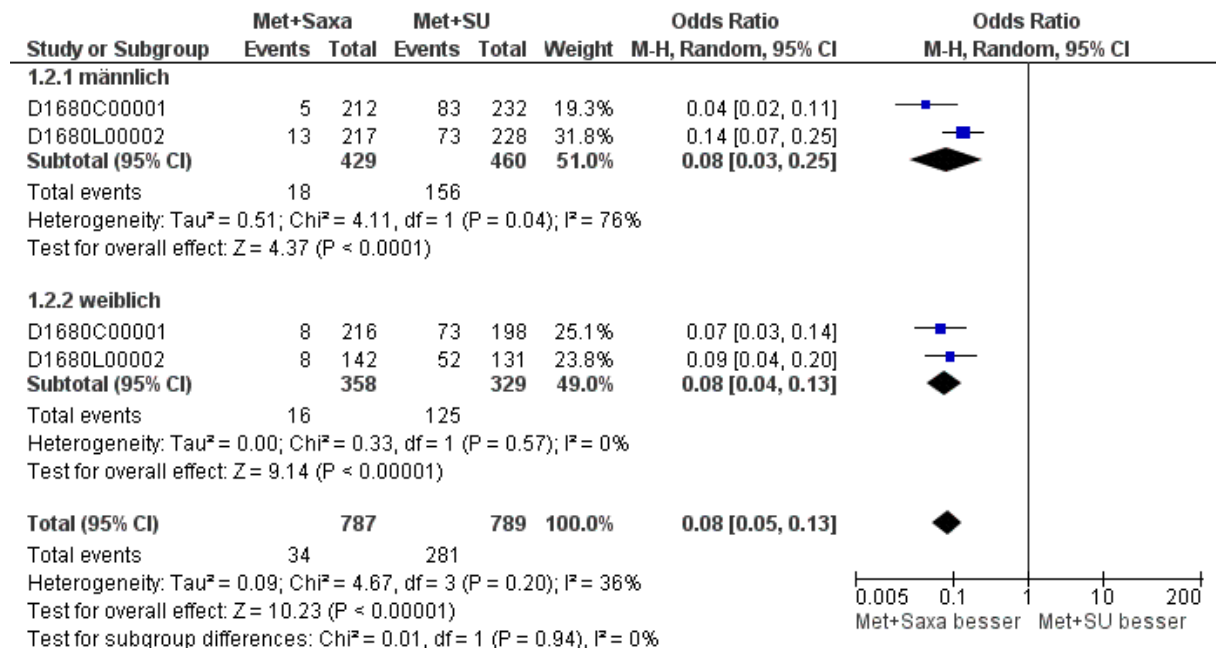 Met+Saxa Met+SU Odds Ratio Odds Ratio
Study or Subgroup Events Total Events Total Weight M-H, Random, 95% CI M-H, Random, 95% CI
1.2.1 männlich
D1680C00001 5 212 83 232 19.3% 0.04 [0.02, 0.11]
D1680L00002 13 217 73 228 31.8% 0.14 [0.07, 0.25]
Subtotal (95% CI) 429 460 51.0% 0.08 [0.03, 0.25]
Total events 18 156
Heterogeneity: Tau² = 0.51; Chi² = 4.11, df = 1 (P = 0.04); I² = 76%
Test for overall effect: Z = 4.37 (P < 0.0001)
1.2.2 weiblich
D1680C00001 8 216 73 198 25.1% 0.07 [0.03, 0.14]
D1680L00002 8 142 52 131 23.8% 0.09 [0.04, 0.20]
Subtotal (95% CI) 358 329 49.0% 0.08 [0.04, 0.13]
Total events 16 125
Heterogeneity: Tau² = 0.00; Chi² = 0.33, df = 1 (P = 0.57); I² = 0%
Test for overall effect: Z = 9.14 (P < 0.00001)
Total (95% CI) 787 789 100.0% 0.08 [0.05, 0.13]
Total events 34 281
Heterogeneity: Tau² = 0.09; Chi² = 4.67, df = 3 (P = 0.20); I² = 36%
Test for overall effect: Z = 10.23 (P < 0.00001)
Test for subgroup differences: Chi² = 0.01, df = 1 (P = 0.94), I² = 0%
0.005 0.1 1 10 200
Met+Saxa besser Met+SU besser